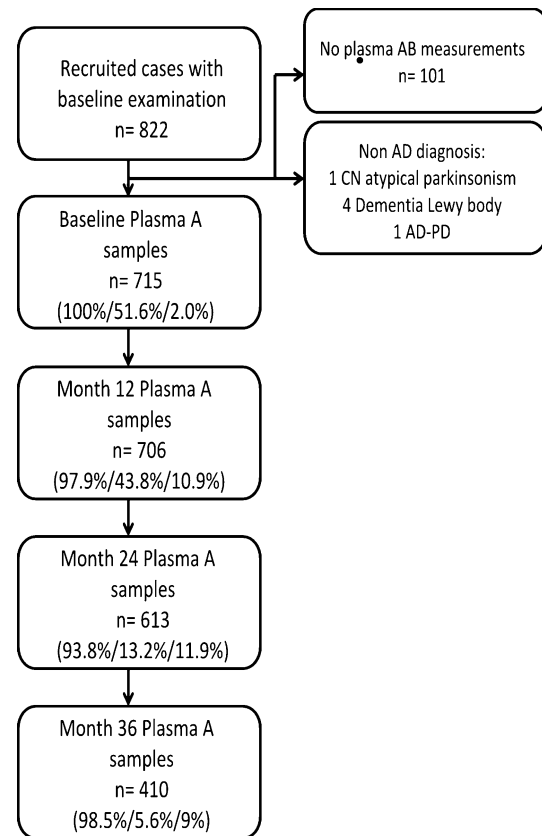 Recruited cases with
baseline examination
n= 822
No plasma AB measurements
n= 101
Non AD diagnosis:
1 CN atypical parkinsonism
4 Dementia Lewy body
1 AD-PD
Baseline Plasma A
samples
n= 715
(100%/51.6%/2.0%)
Month 12 Plasma A
samples
n= 706
(97.9%/43.8%/10.9%)
Month 24 Plasma A
samples
n= 613
(93.8%/13.2%/11.9%)
Month 36 Plasma A
samples
n= 410
(98.5%/5.6%/9%)